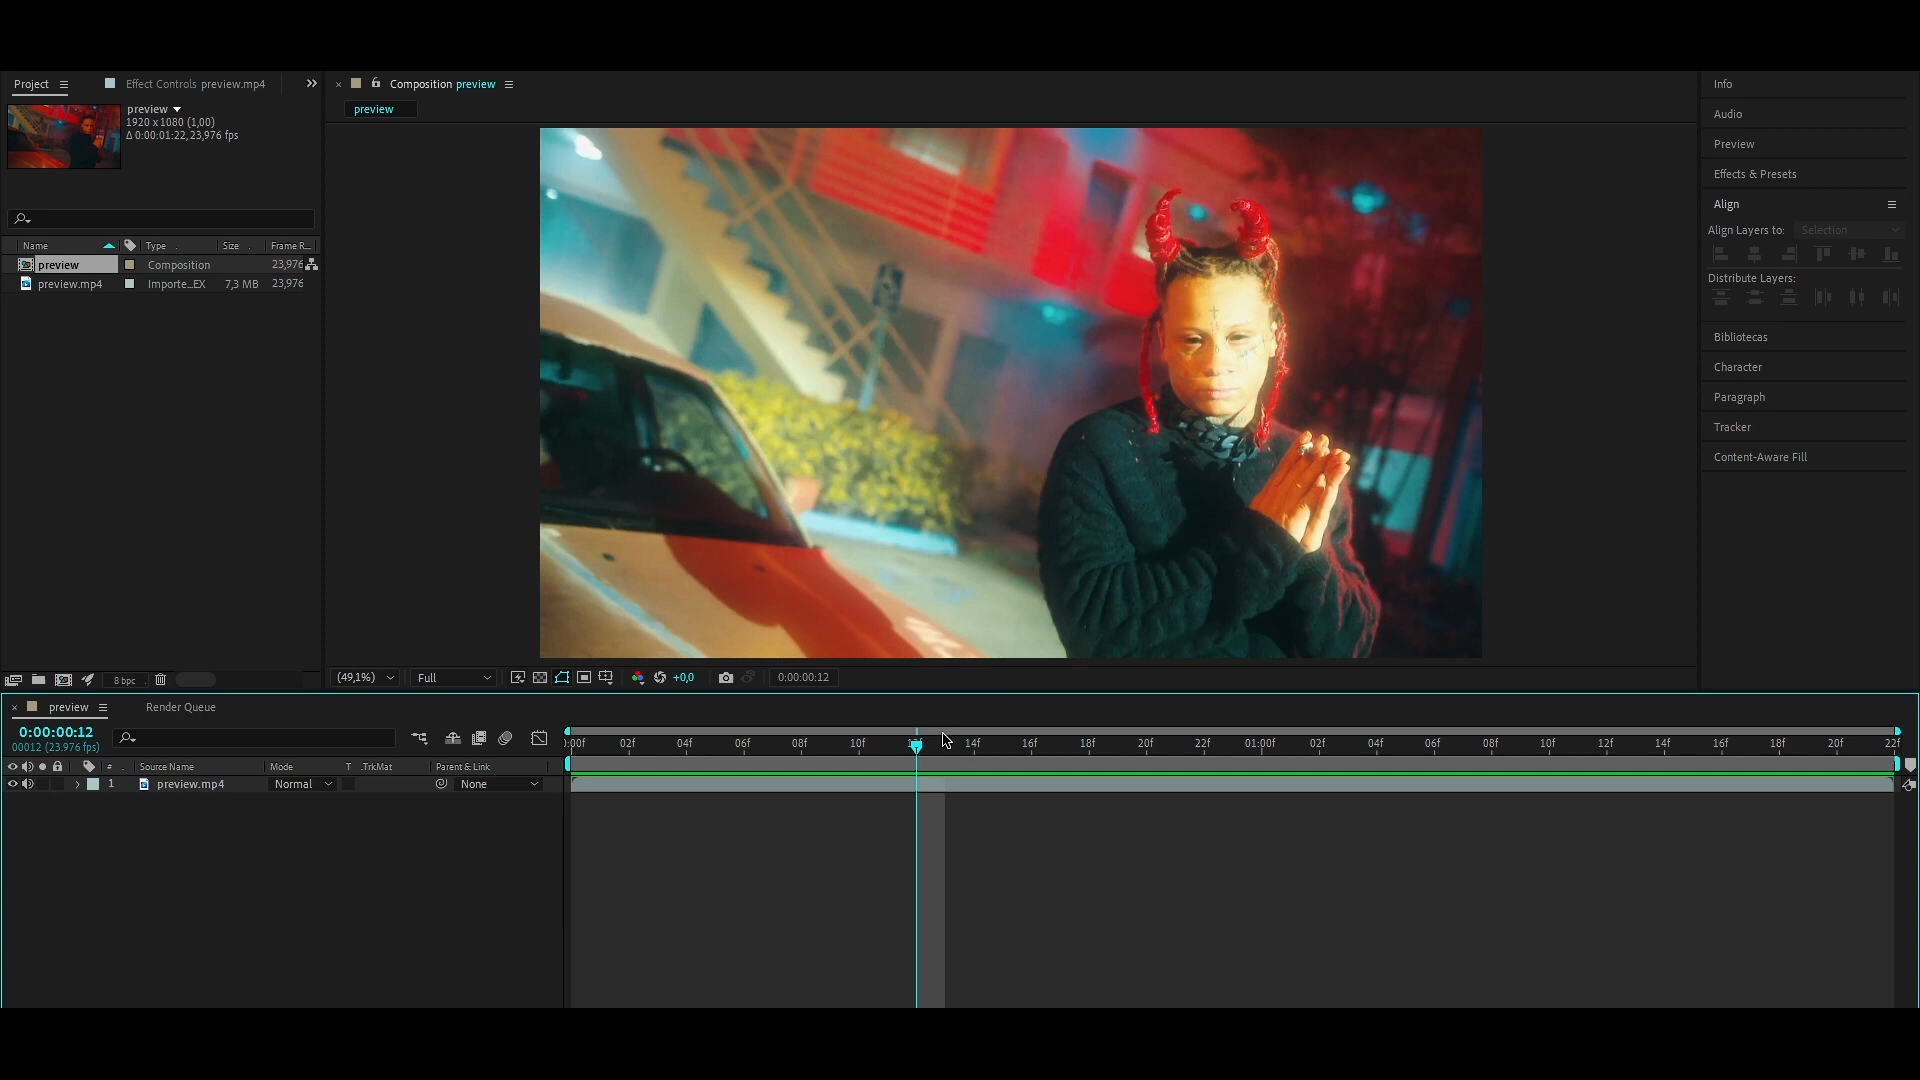 Project
Effect Controls preview.mp4
Composition preview
preview
preview
1920 x 1080 (1,00)
Δ 0:00:01:22, 23,976 fps
Name Type Size Frame R...
preview Composition 23,976
preview.mp4 Importe...EX 7,3 MB 23,976
8 bpc
(49,1%) Full +0,0 0:00:00:12
Info
Audio
Preview
Effects & Presets
Align
Align Layers to: Selection
Distribute Layers:
Bibliotecas
Character
Paragraph
Tracker
Content-Aware Fill
preview Render Queue
0:00:00:12
00012 (23.976 fps)
):00f 02f 04f 06f 08f 10f 12f 14f 16f 18f 20f 22f 01:00f 02f 04f 06f 08f 10f 12f 14f 16f 18f 20f 22f
# Source Name Mode T .TrkMat Parent & Link
1 preview.mp4 Normal None